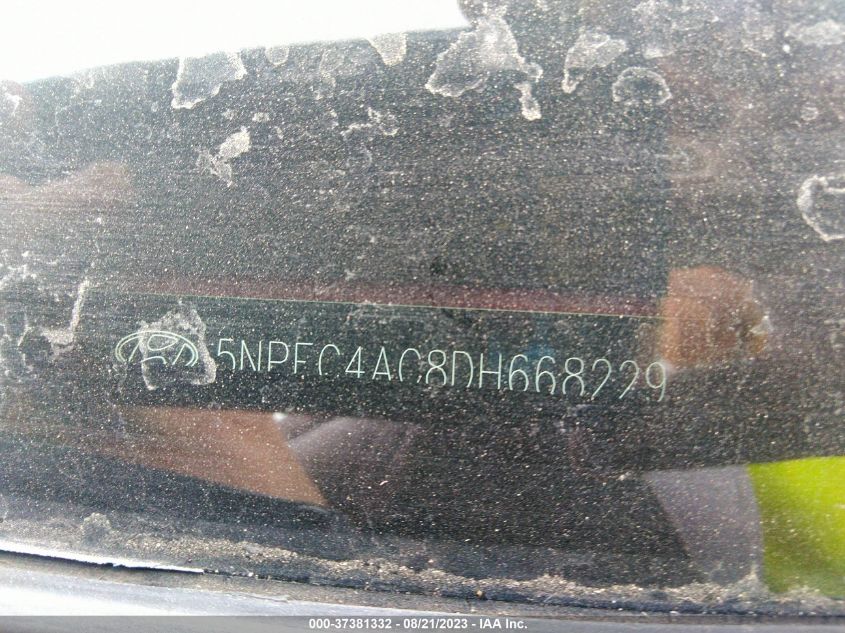 5NPEC4AC8DH668229
000-37381332 - 08/21/2023 - IAA Inc.